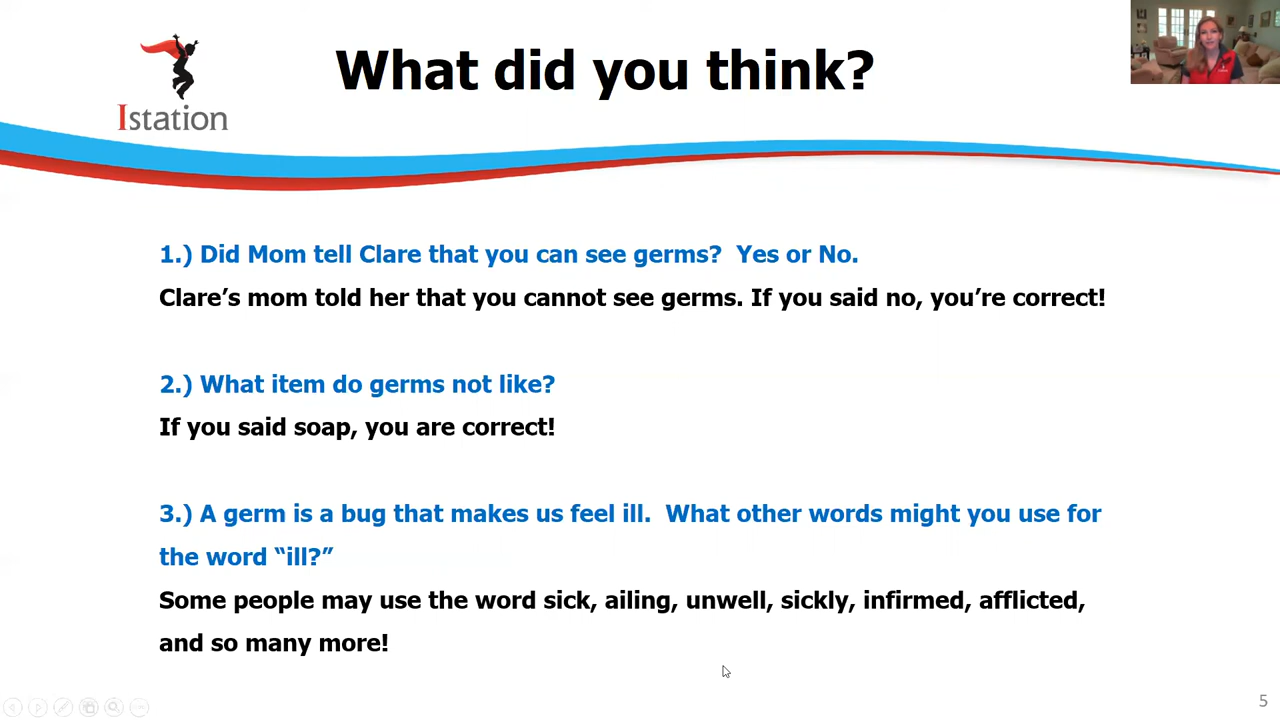 What did you think?
Istation
1.) Did Mom tell Clare that you can see germs?  Yes or No.
Clare’s mom told her that you cannot see germs. If you said no, you’re correct!
2.) What item do germs not like?
If you said soap, you are correct!
3.) A germ is a bug that makes us feel ill.  What other words might you use for
the word “ill?”
Some people may use the word sick, ailing, unwell, sickly, infirmed, afflicted,
and so many more!
5